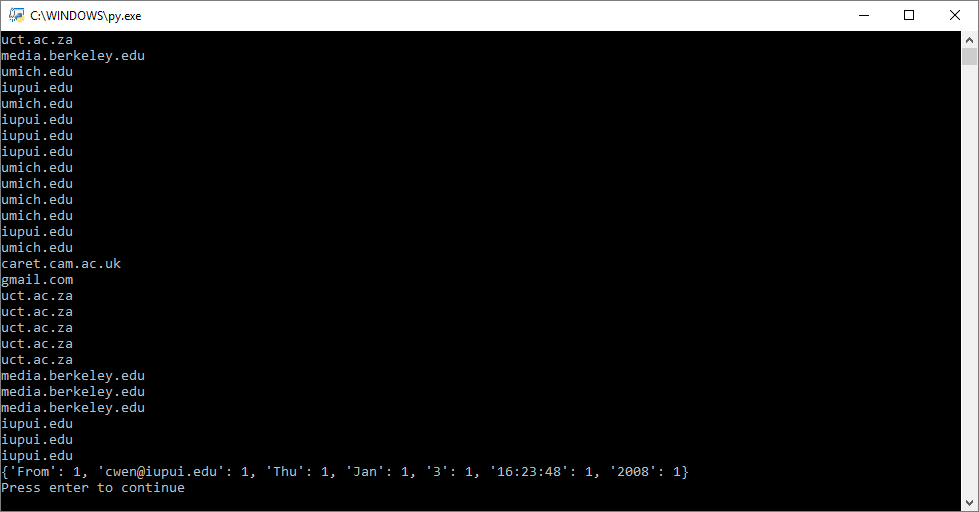 C:\WINDOWS\py.exe
uct.ac.za
media.berkeley.edu
umich.edu
iupui.edu
umich.edu
iupui.edu
iupui.edu
iupui.edu
umich.edu
umich.edu
umich.edu
umich.edu
iupui.edu
umich.edu
caret.cam.ac.uk
gmail.com
uct.ac.za
uct.ac.za
uct.ac.za
uct.ac.za
uct.ac.za
media.berkeley.edu
media.berkeley.edu
media.berkeley.edu
iupui.edu
iupui.edu
iupui.edu
{'From': 1, 'cwen@iupui.edu': 1, 'Thu': 1, 'Jan': 1, '3': 1, '16:23:48': 1, '2008': 1}
Press enter to continue